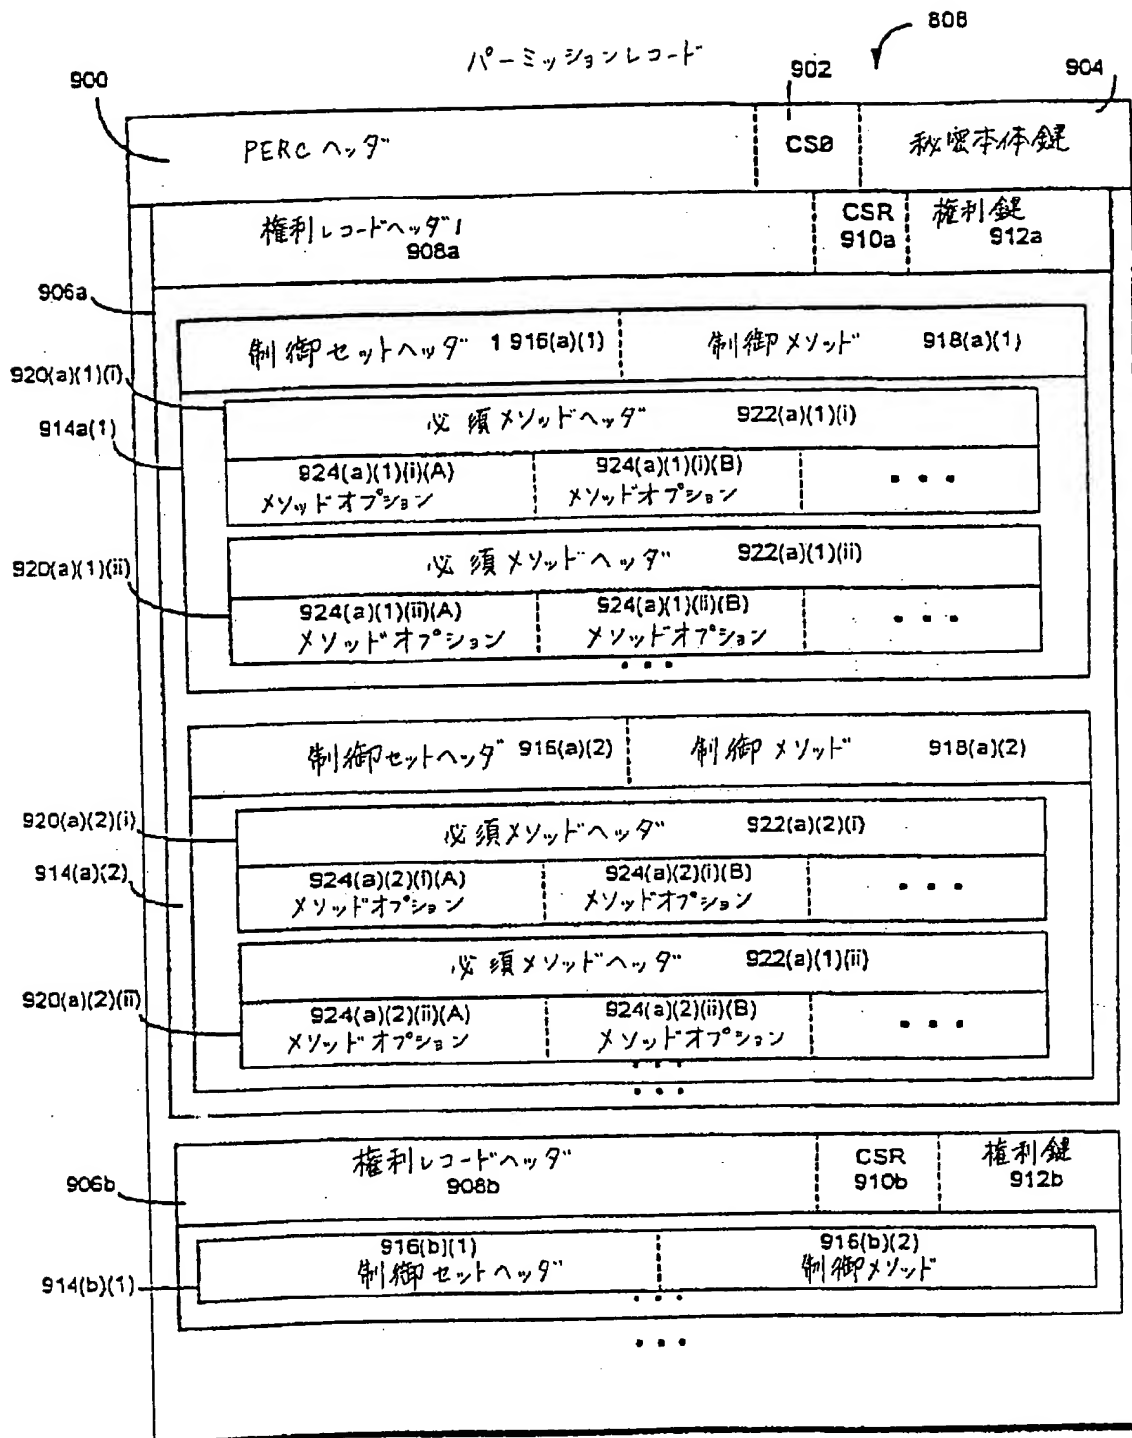 808
パーミッションレコード
900
902
904
PERC ヘッダ
CS0
秘密本体鍵
権利レコードヘッダ1
908a
CSR
910a
権利鍵
912a
906a
制御セットヘッダ 1 916(a)(1)
制御メソッド 918(a)(1)
920(a)(1)(i)
必須メソッドヘッダ 922(a)(1)(i)
914a(1)
924(a)(1)(i)(A)
メソッドオプション
924(a)(1)(i)(B)
メソッドオプション
• • •
必須メソッドヘッダ 922(a)(1)(ii)
920(a)(1)(ii)
924(a)(1)(ii)(A)
メソッドオプション
924(a)(1)(ii)(B)
メソッドオプション
• • •
• • •
制御セットヘッダ 916(a)(2)
制御メソッド 918(a)(2)
920(a)(2)(i)
必須メソッドヘッダ 922(a)(2)(i)
914(a)(2)
924(a)(2)(i)(A)
メソッドオプション
924(a)(2)(i)(B)
メソッドオプション
• • •
必須メソッドヘッダ 922(a)(1)(ii)
920(a)(2)(ii)
924(a)(2)(ii)(A)
メソッドオプション
924(a)(2)(ii)(B)
メソッドオプション
• • •
• • •
• • •
権利レコードヘッダ
908b
CSR
910b
権利鍵
912b
906b
916(b)(1)
制御セットヘッダ
916(b)(2)
制御メソッド
914(b)(1)
• • •
• • •